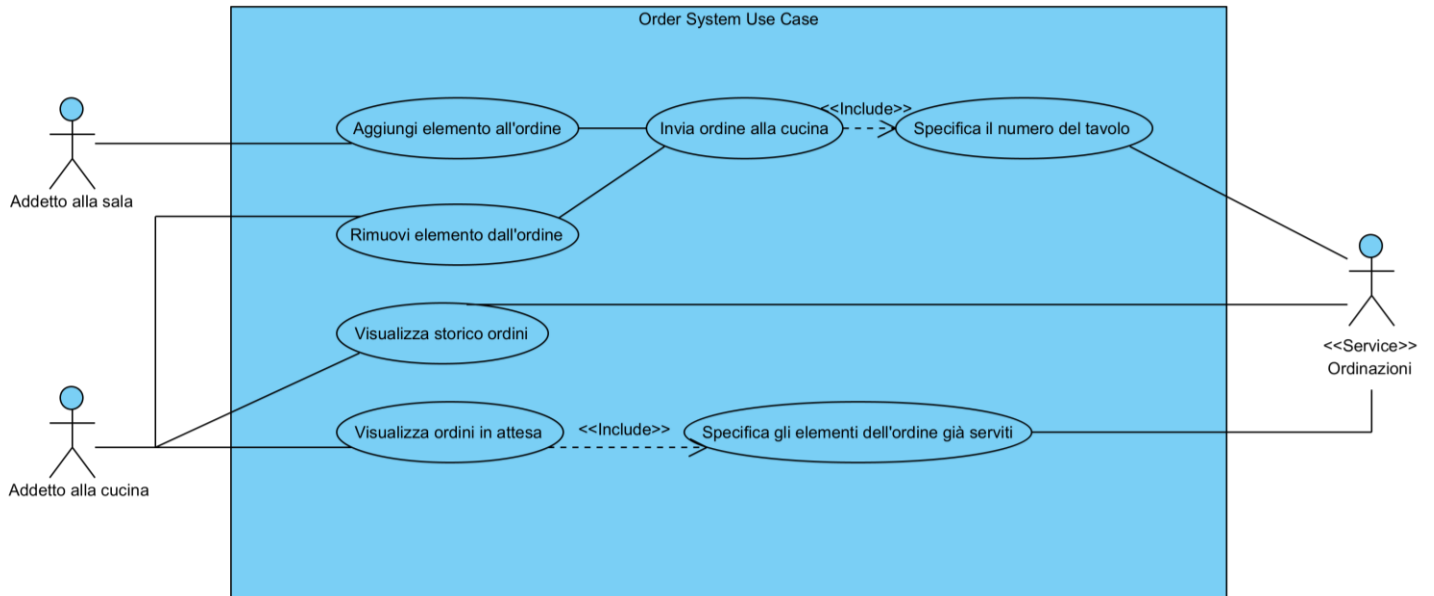 Order System Use Case
<<Include>>
Aggiungi elemento all'ordine
Invia ordine alla cucina
Specifica il numero del tavolo
Addetto alla sala
Rimuovi elemento dall'ordine
Visualizza storico ordini
<<Service>>
Ordinazioni
Visualizza ordini in attesa
<<Include>>
Specifica gli elementi dell'ordine già serviti
Addetto alla cucina